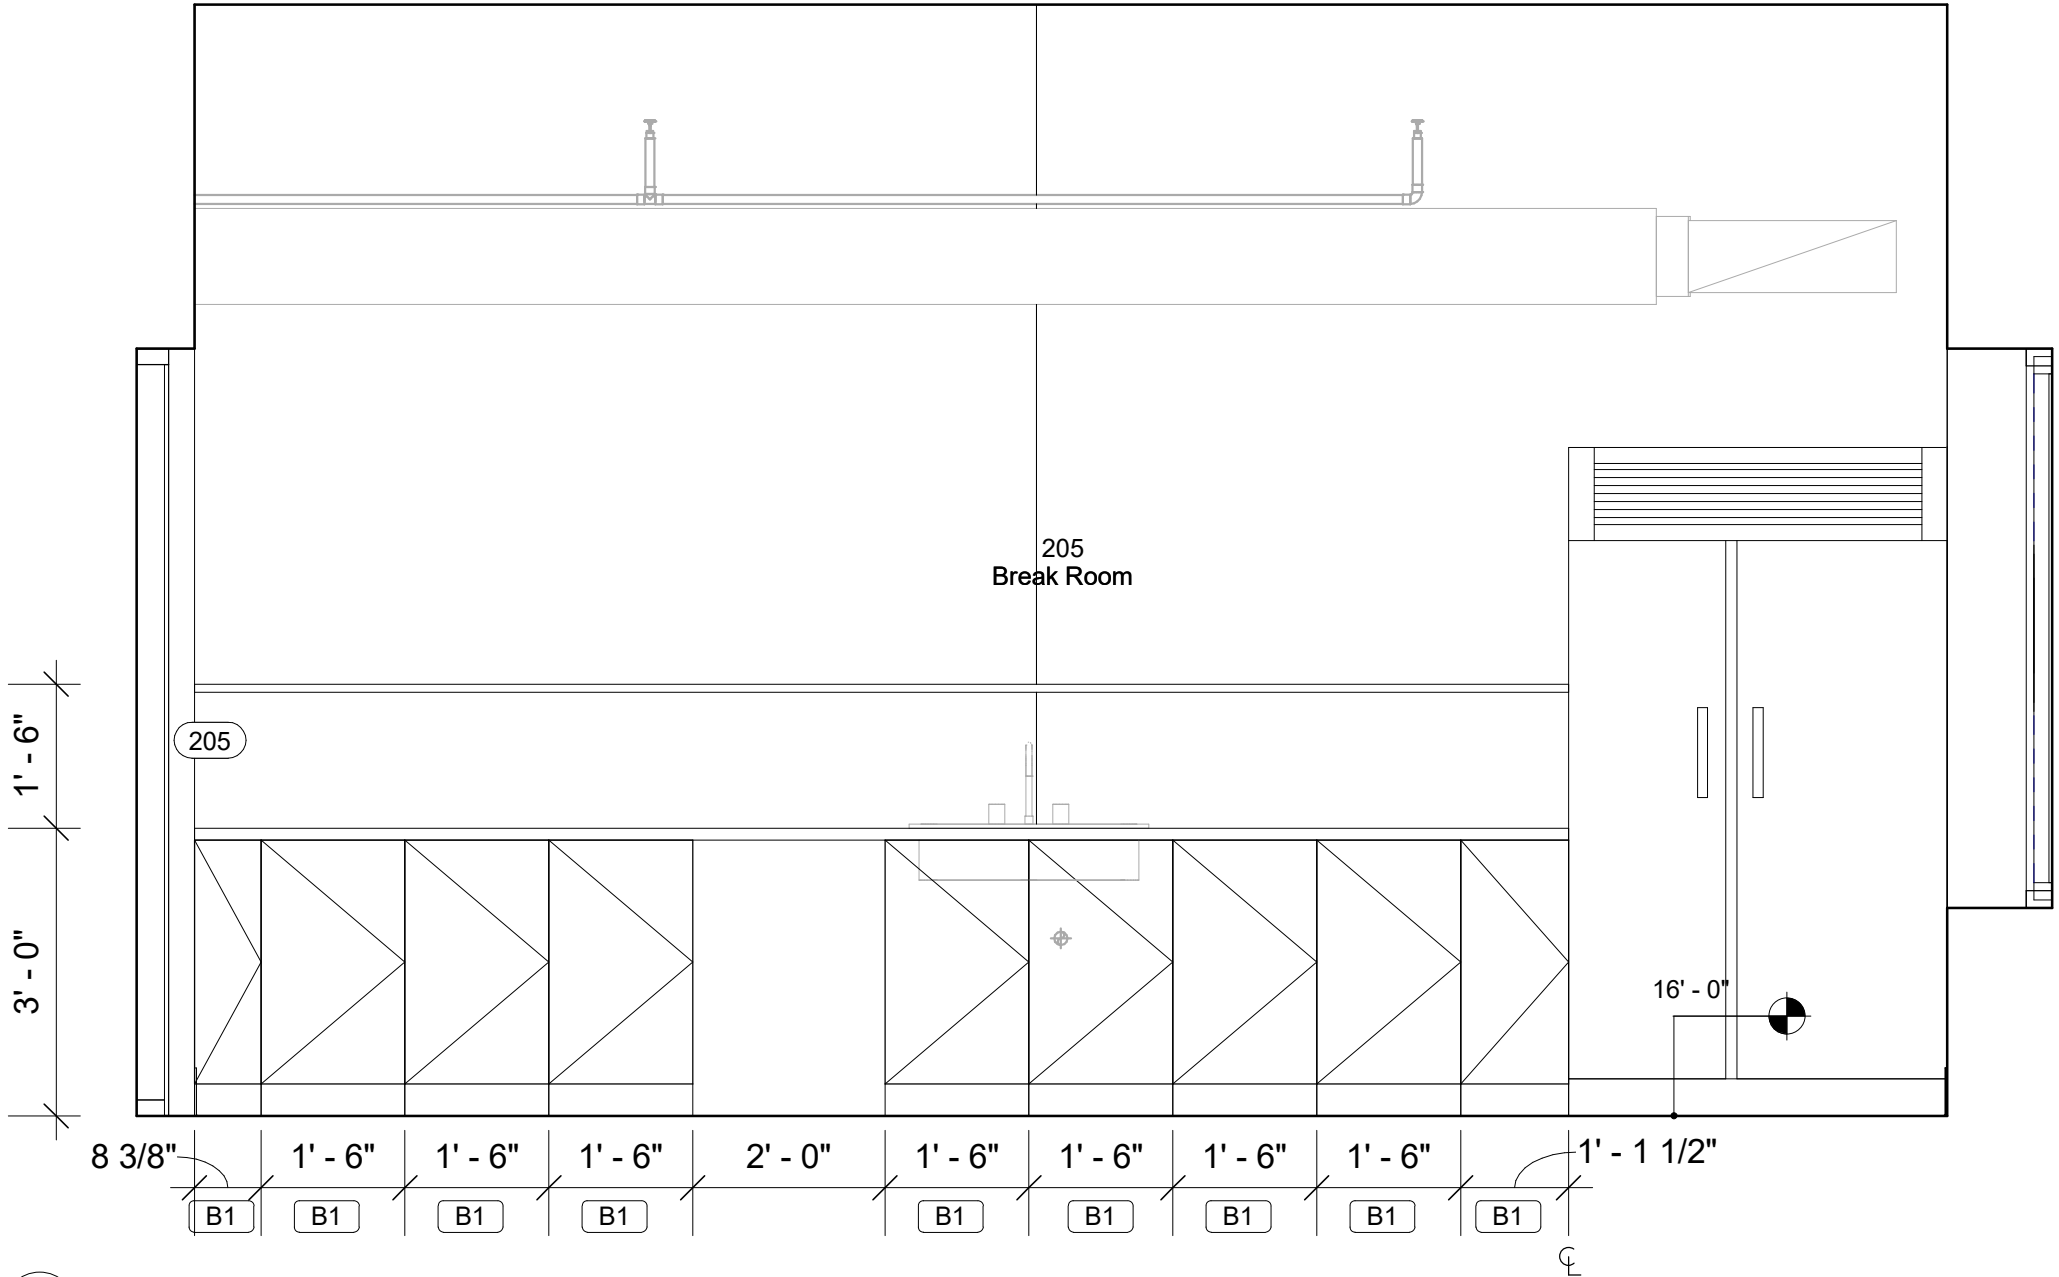 205
Break Room
1' - 6"
205
3' - 0"
16' - 0"
8 3/8" 1' - 6" 1' - 6" 1' - 6" 2' - 0" 1' - 6" 1' - 6" 1' - 6" 1' - 6" 1' - 1 1/2"
B1 B1 B1 B1 B1 B1 B1 B1 B1
℄